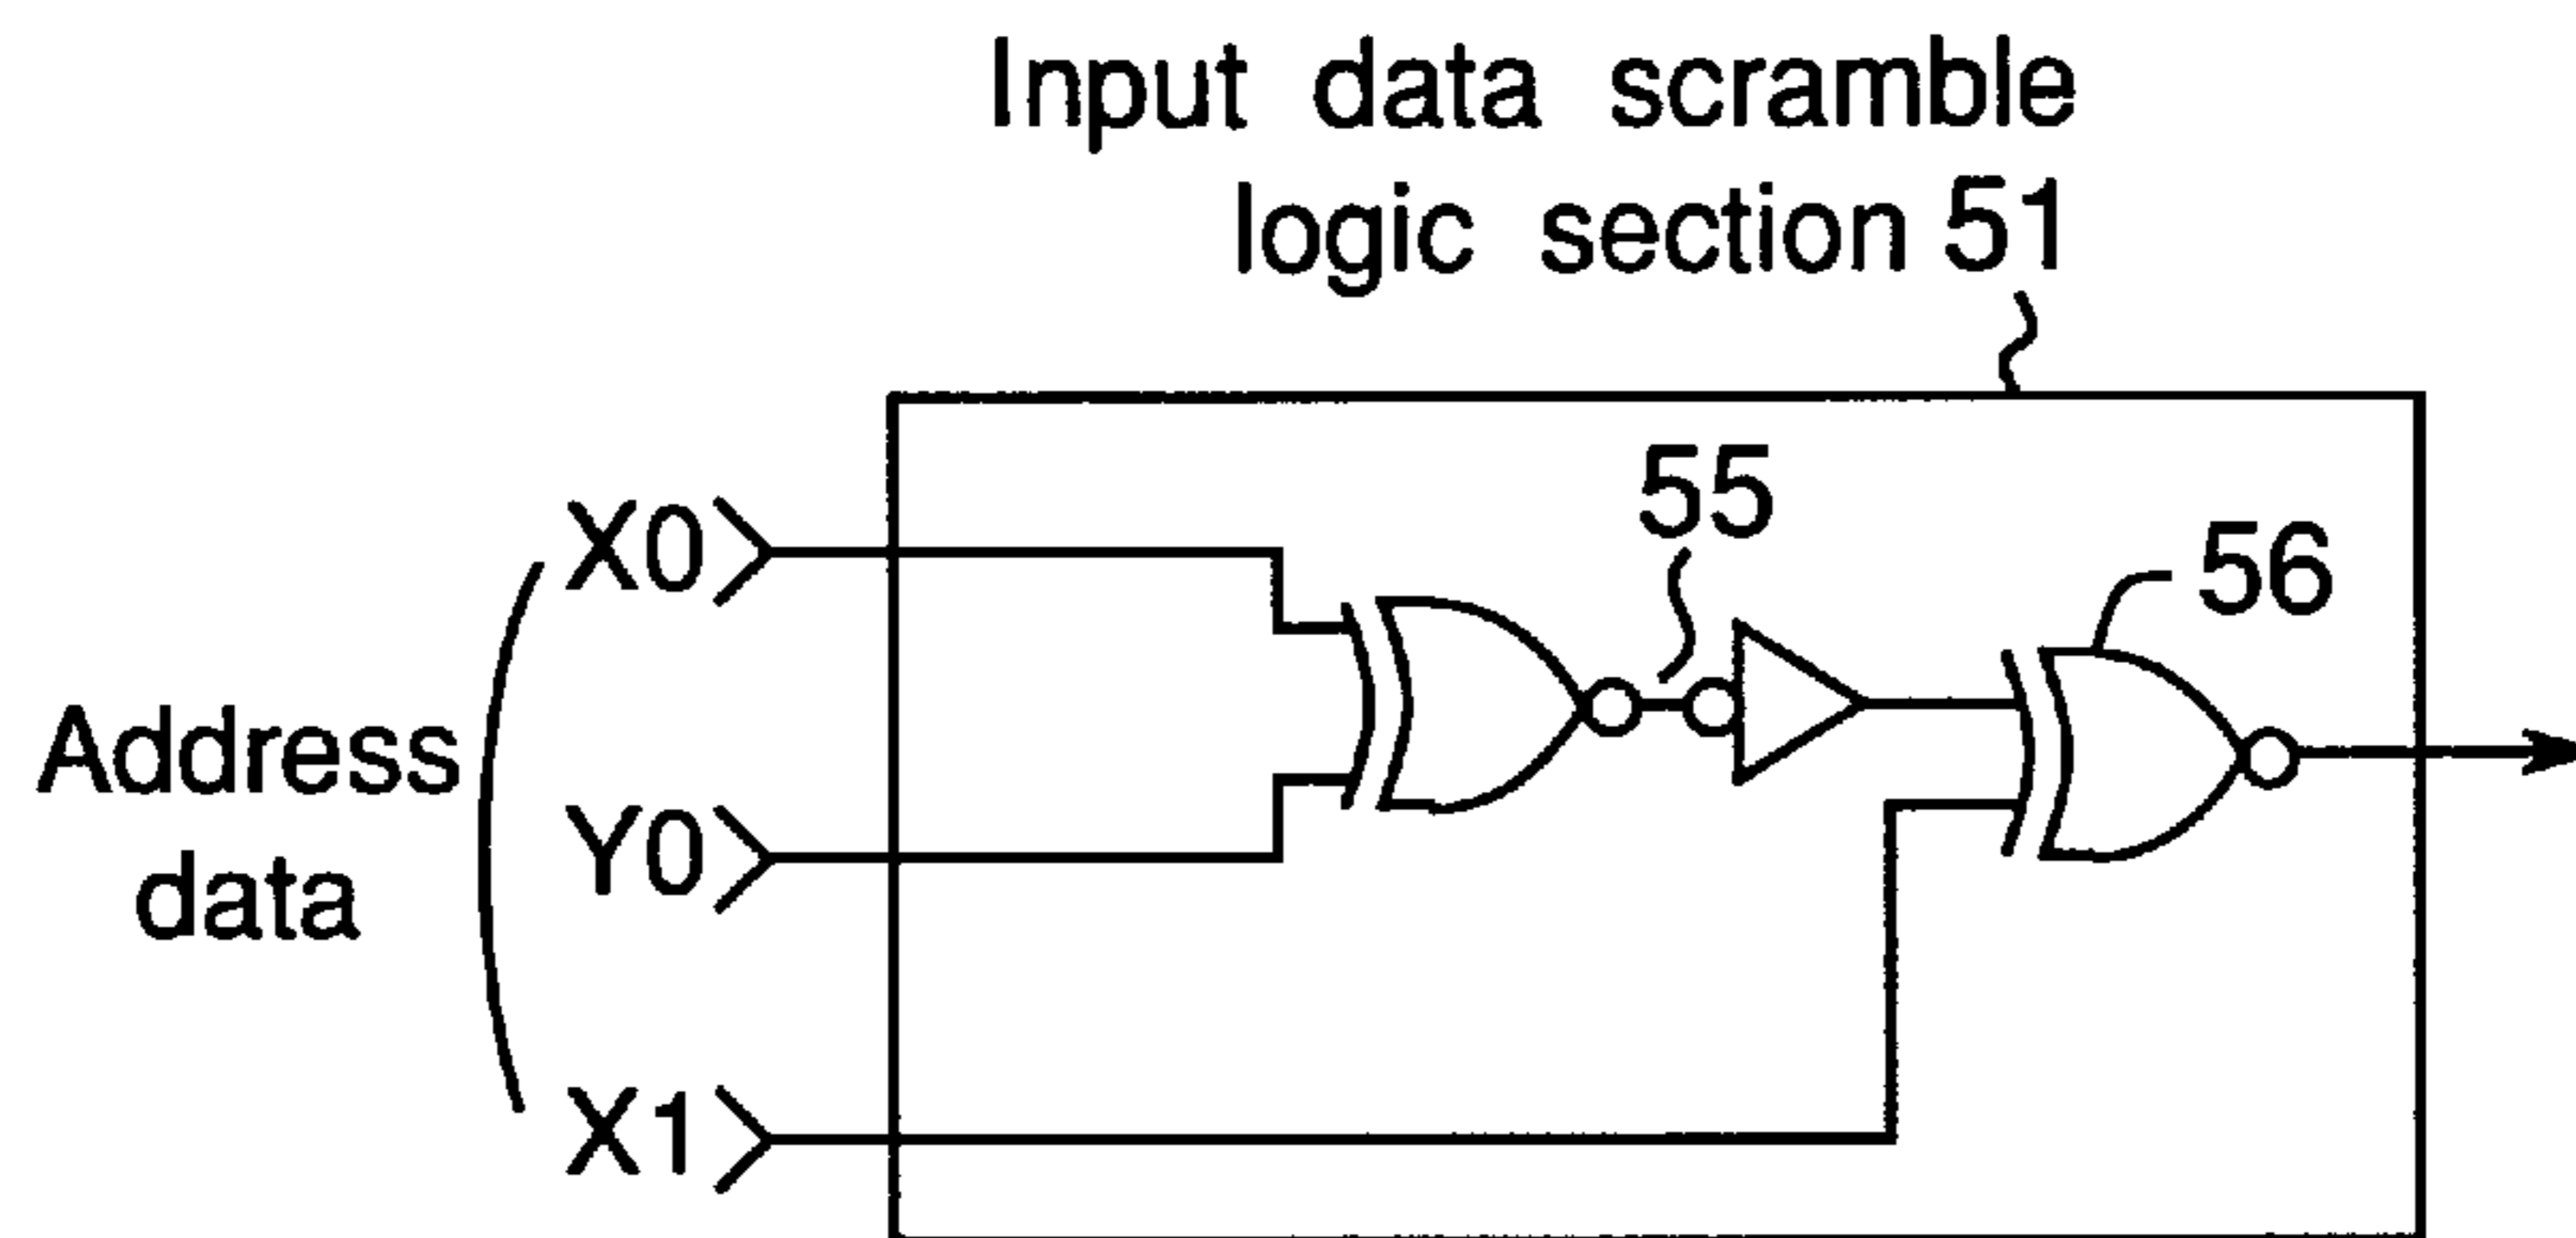 Input data scramble
logic section 51
55
56
X0
Address
data
Y0
X1